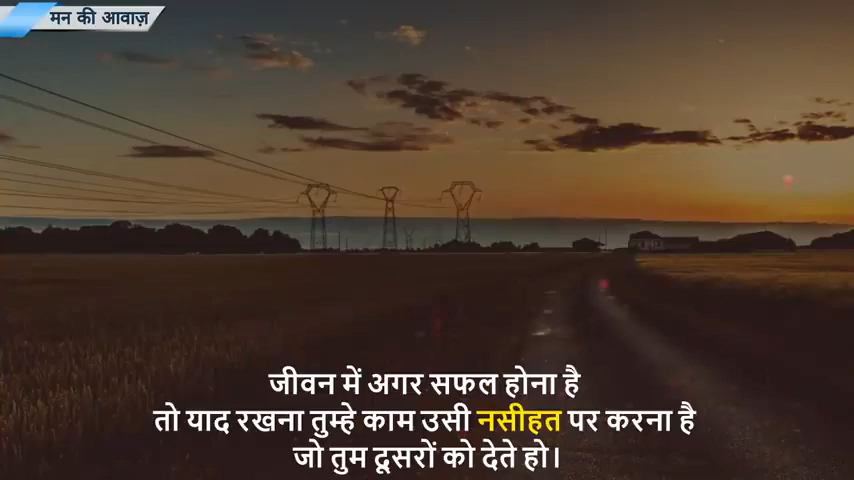 मन की आवाज़
जीवन में अगर सफल होना है
तो याद रखना तुम्हे काम उसी नसीहत पर करना है
जो तुम दूसरों को देते हो।